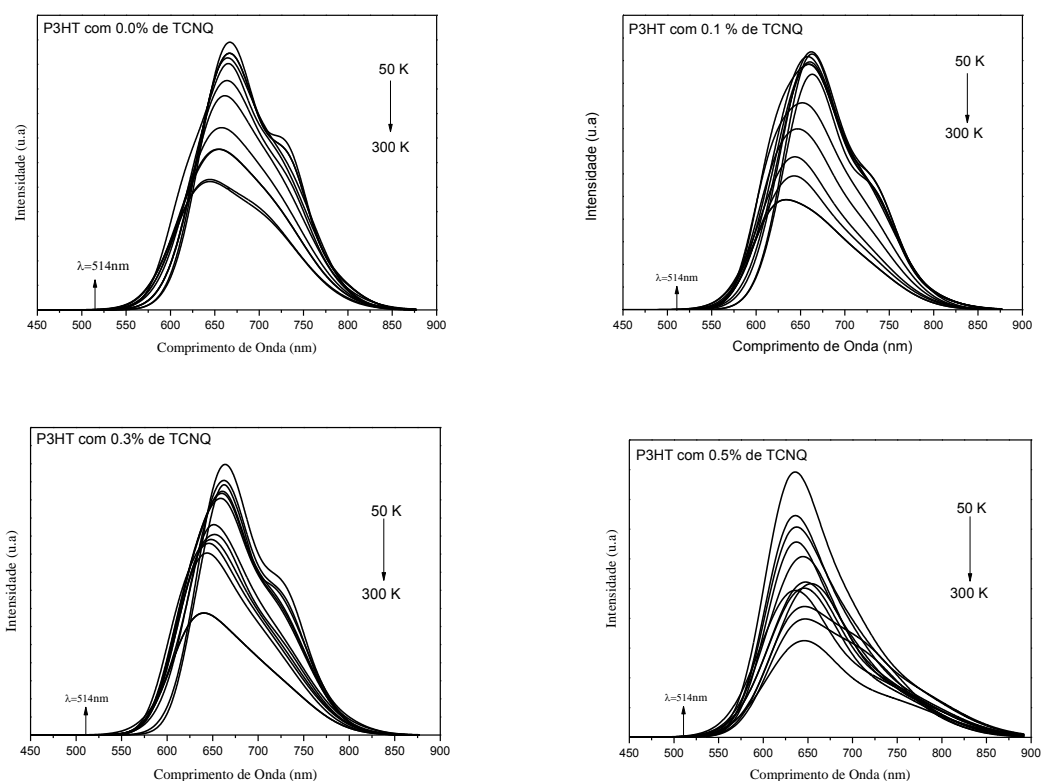 P3HT com 0.0% de TCNQ
50 K
300 K
λ=514nm
Intensidade (u.a)
450 500 550 600 650 700 750 800 850 900
Comprimento de Onda (nm)
P3HT com 0.1 % de TCNQ
50 K
300 K
λ=514nm
Intensidade (u.a)
450 500 550 600 650 700 750 800 850 900
Comprimento de Onda (nm)
P3HT com 0.3% de TCNQ
50 K
300 K
λ=514nm
Intensidade (u.a)
450 500 550 600 650 700 750 800 850 900
Comprimento de Onda (nm)
P3HT com 0.5% de TCNQ
50 K
300 K
λ=514nm
Intensidade (u.a)
450 500 550 600 650 700 750 800 850 900
Comprimento de Onda (nm)